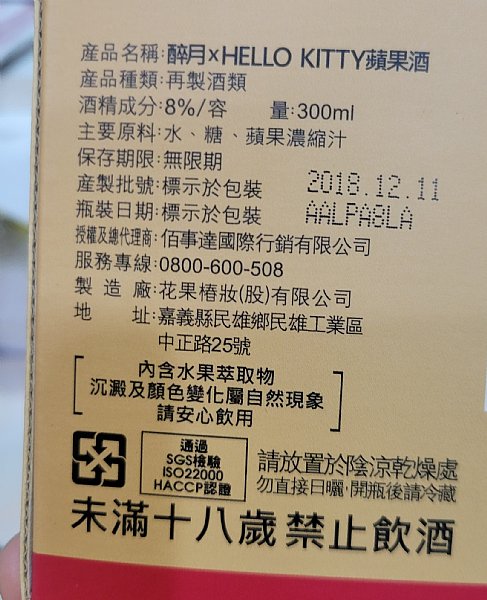 産品名稱:醉月xHELLO KITTY蘋果酒
産品種類:再製酒類
酒精成分:8%/容 量:300ml
主要原料:水、糖、蘋果濃縮汁
保存期限:無限期
産製批號:標示於包裝 2018.12.11
瓶裝日期:標示於包裝 AALPA8LA
授權及總代理商:佰事達國際行銷有限公司
服務專線:0800-600-508
製造廠:花果椿妝(股)有限公司
地址:嘉義縣民雄鄉民雄工業區
中正路25號
內含水果萃取物
沉澱及顏色變化屬自然現象
請安心飲用
通過
SGS檢驗
ISO22000
HACCP認證
請放置於陰涼乾燥處
勿直接日曬‧開瓶後請冷藏
未滿十八歲禁止飲酒